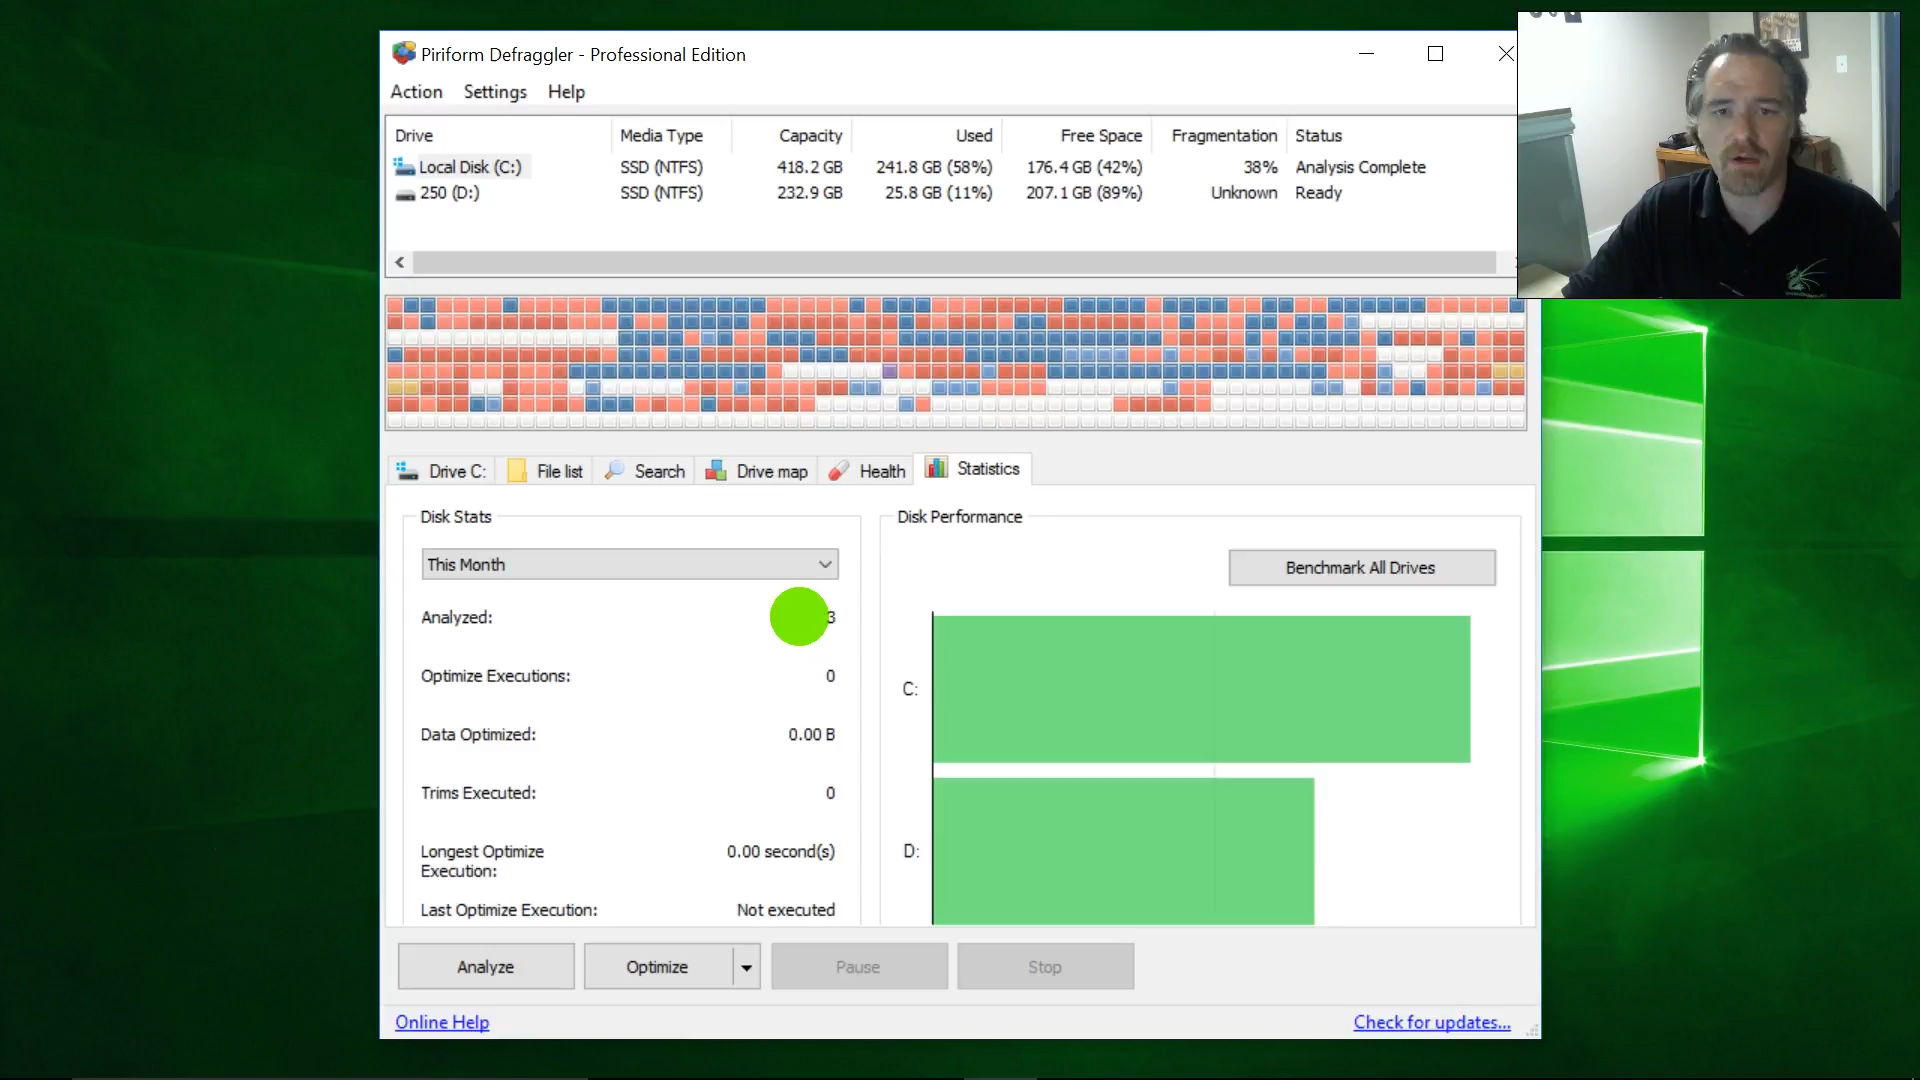 Piriform Defraggler - Professional Edition
Action Settings Help
Drive Media Type Capacity Used Free Space Fragmentation Status
Local Disk (C:) SSD (NTFS) 418.2 GB 241.8 GB (58%) 176.4 GB (42%) 38% Analysis Complete
250 (D:) SSD (NTFS) 232.9 GB 25.8 GB (11%) 207.1 GB (89%) Unknown Ready
Drive C: File list Search Drive map Health Statistics
Disk Stats
This Month
Analyzed: 3
Optimize Executions: 0
Data Optimized: 0.00 B
Trims Executed: 0
Longest Optimize
Execution: 0.00 second(s)
Last Optimize Execution: Not executed
Disk Performance
Benchmark All Drives
C:
D:
Analyze Optimize Pause Stop
Online Help Check for updates...